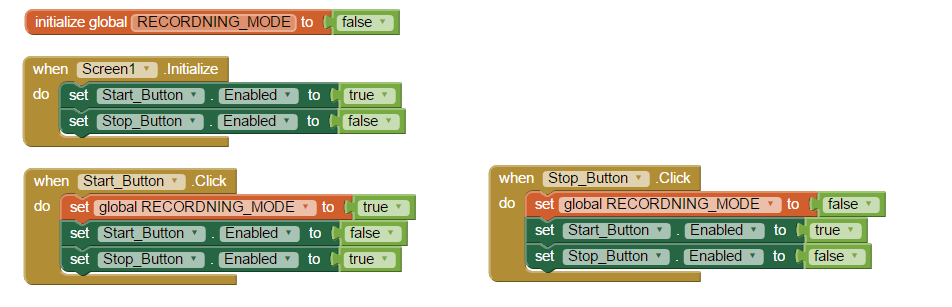 initialize global RECORDNING_MODE to false
when Screen1 .Initialize
do set Start_Button . Enabled to true
set Stop_Button . Enabled to false
when Start_Button .Click
do set global RECORDNING_MODE to true
set Start_Button . Enabled to false
set Stop_Button . Enabled to true
when Stop_Button .Click
do set global RECORDNING_MODE to false
set Start_Button . Enabled to true
set Stop_Button . Enabled to false